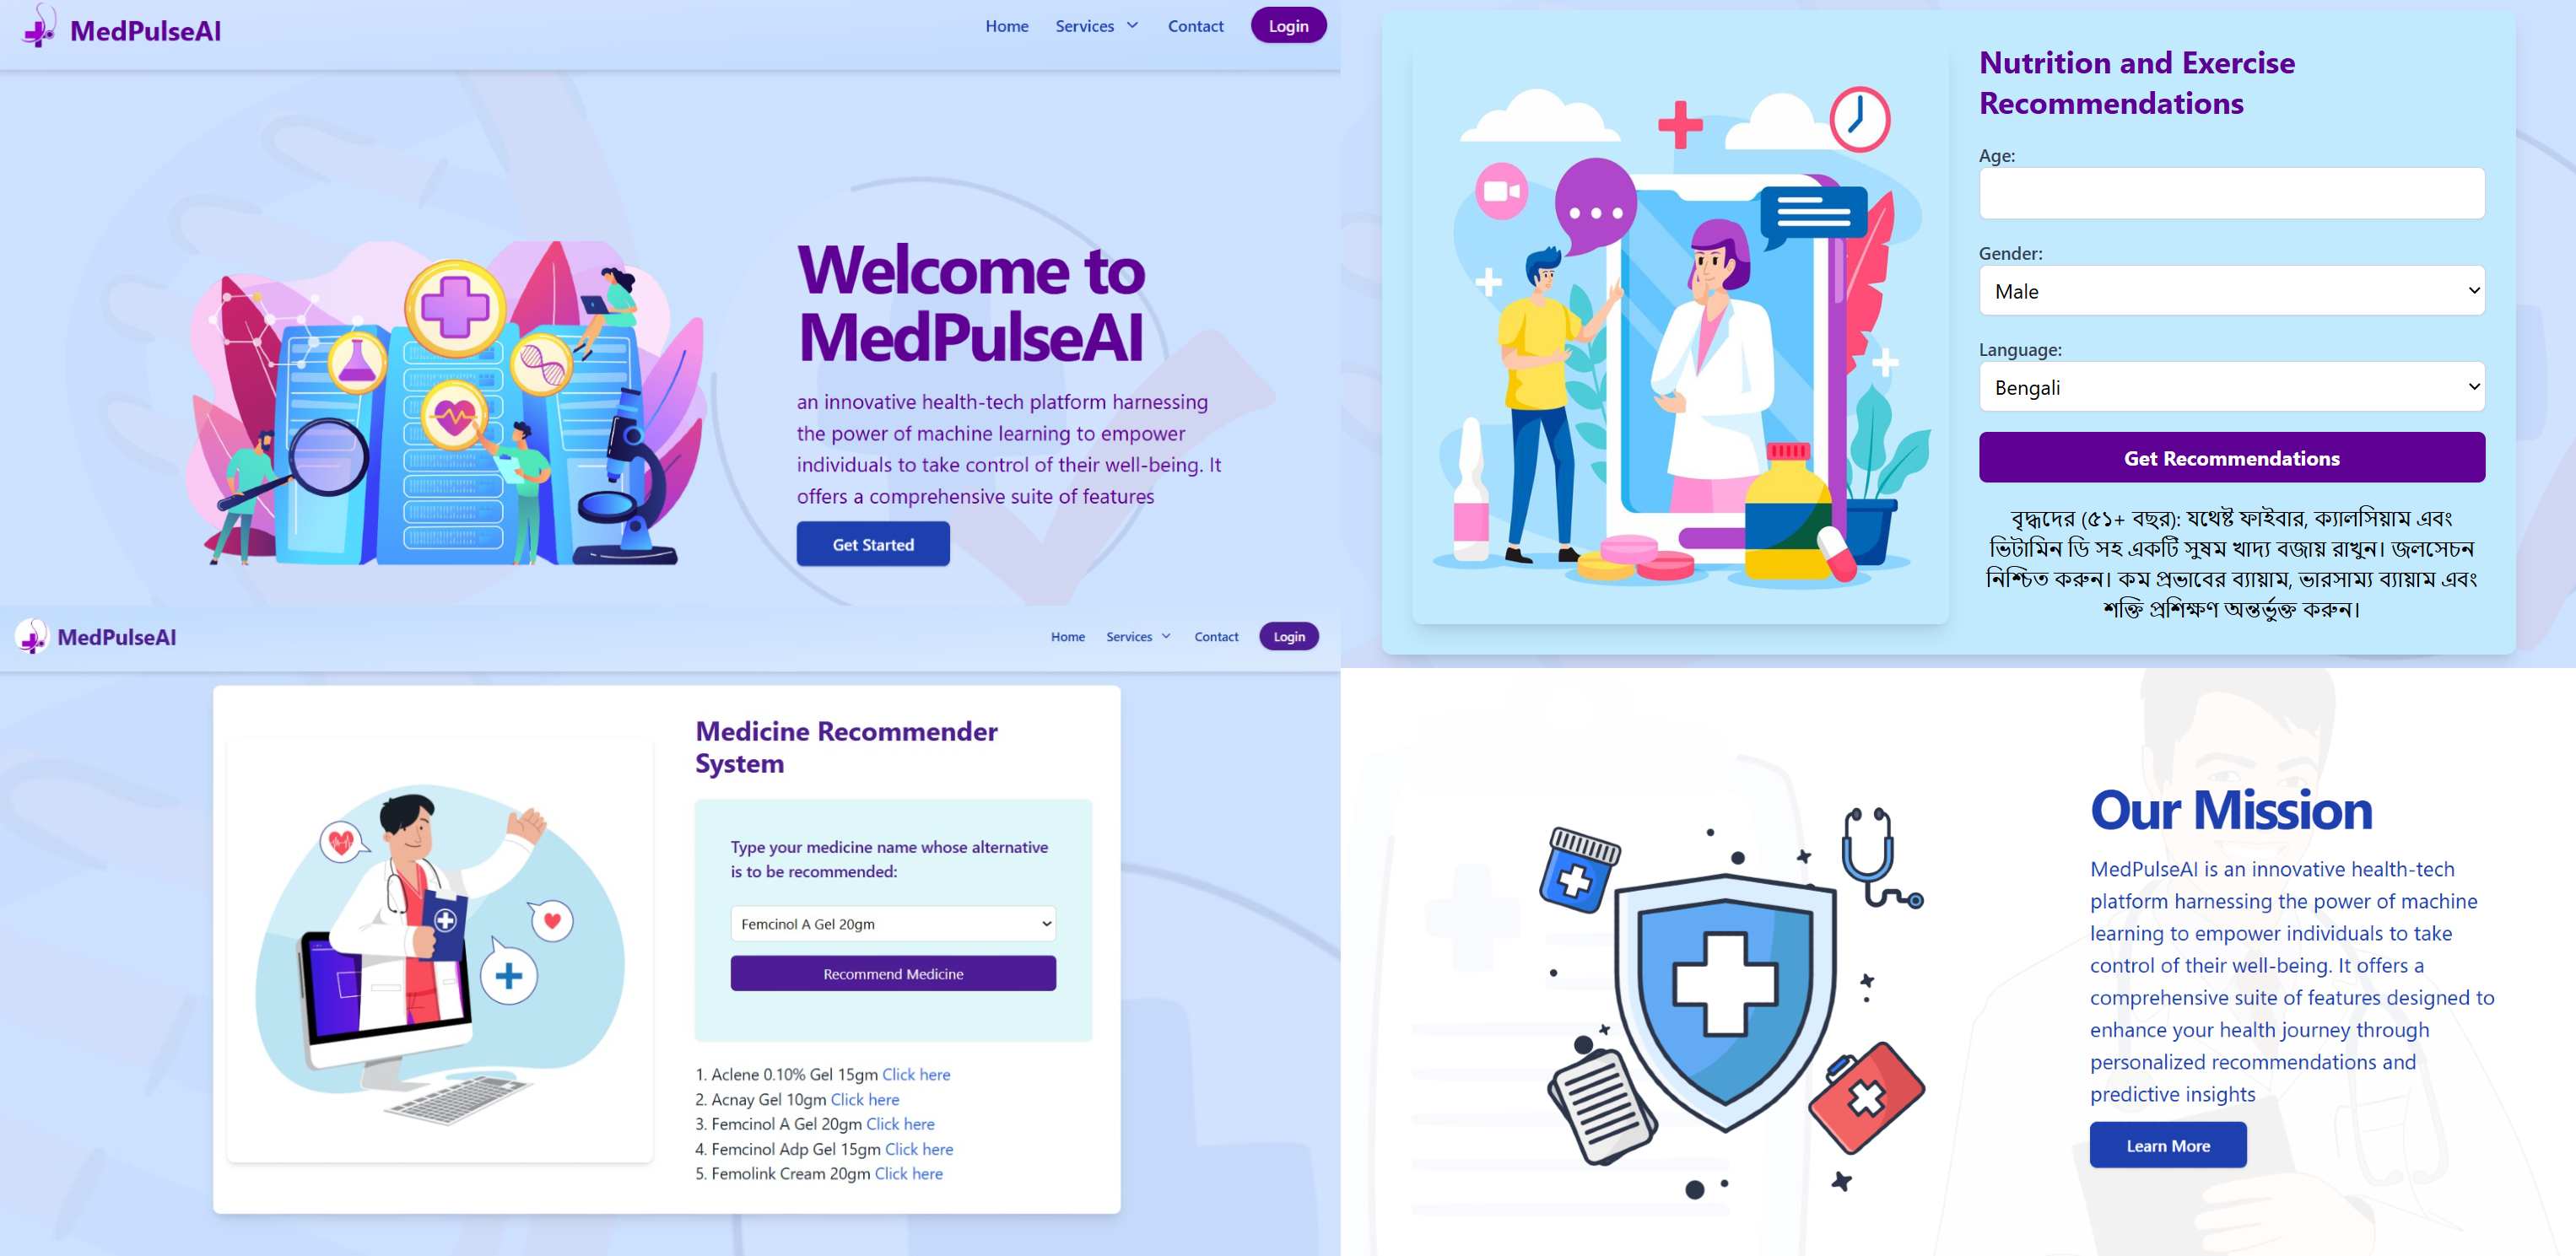 MedPulseAI
Home
Services
Contact
Login
Welcome to
MedPulseAI
an innovative health-tech platform harnessing
the power of machine learning to empower
individuals to take control of their well-being. It
offers a comprehensive suite of features
Get Started
Nutrition and Exercise
Recommendations
Age:
Gender:
Male
Language:
Bengali
Get Recommendations
বৃদ্ধদের (৫১+ বছর): যথেষ্ট ফাইবার, ক্যালসিয়াম এবং
ভিটামিন ডি সহ একটি সুষম খাদ্য বজায় রাখুন। জলসেচন
নিশ্চিত করুন। কম প্রভাবের ব্যায়াম, ভারসাম্য ব্যায়াম এবং
শক্তি প্রশিক্ষণ অন্তর্ভুক্ত করুন।
MedPulseAI
Home
Services
Contact
Login
Medicine Recommender
System
Type your medicine name whose alternative
is to be recommended:
Femcinol A Gel 20gm
Recommend Medicine
1. Aclene 0.10% Gel 15gm Click here
2. Acnay Gel 10gm Click here
3. Femcinol A Gel 20gm Click here
4. Femcinol Adp Gel 15gm Click here
5. Femolink Cream 20gm Click here
Our Mission
MedPulseAI is an innovative health-tech
platform harnessing the power of machine
learning to empower individuals to take
control of their well-being. It offers a
comprehensive suite of features designed to
enhance your health journey through
personalized recommendations and
predictive insights
Learn More